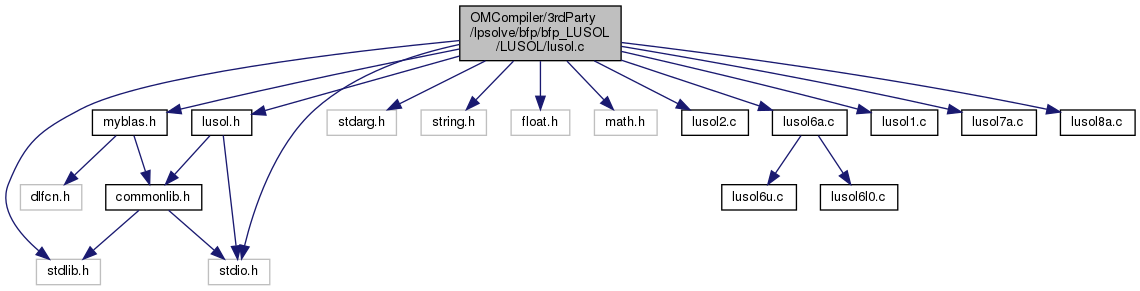 OMCompiler/3rdParty
/lpsolve/bfp/bfp_LUSOL
/LUSOL/lusol.c
myblas.h
lusol.h
stdarg.h
string.h
float.h
math.h
lusol2.c
lusol6a.c
lusol1.c
lusol7a.c
lusol8a.c
dlfcn.h
commonlib.h
lusol6u.c
lusol6l0.c
stdlib.h
stdio.h